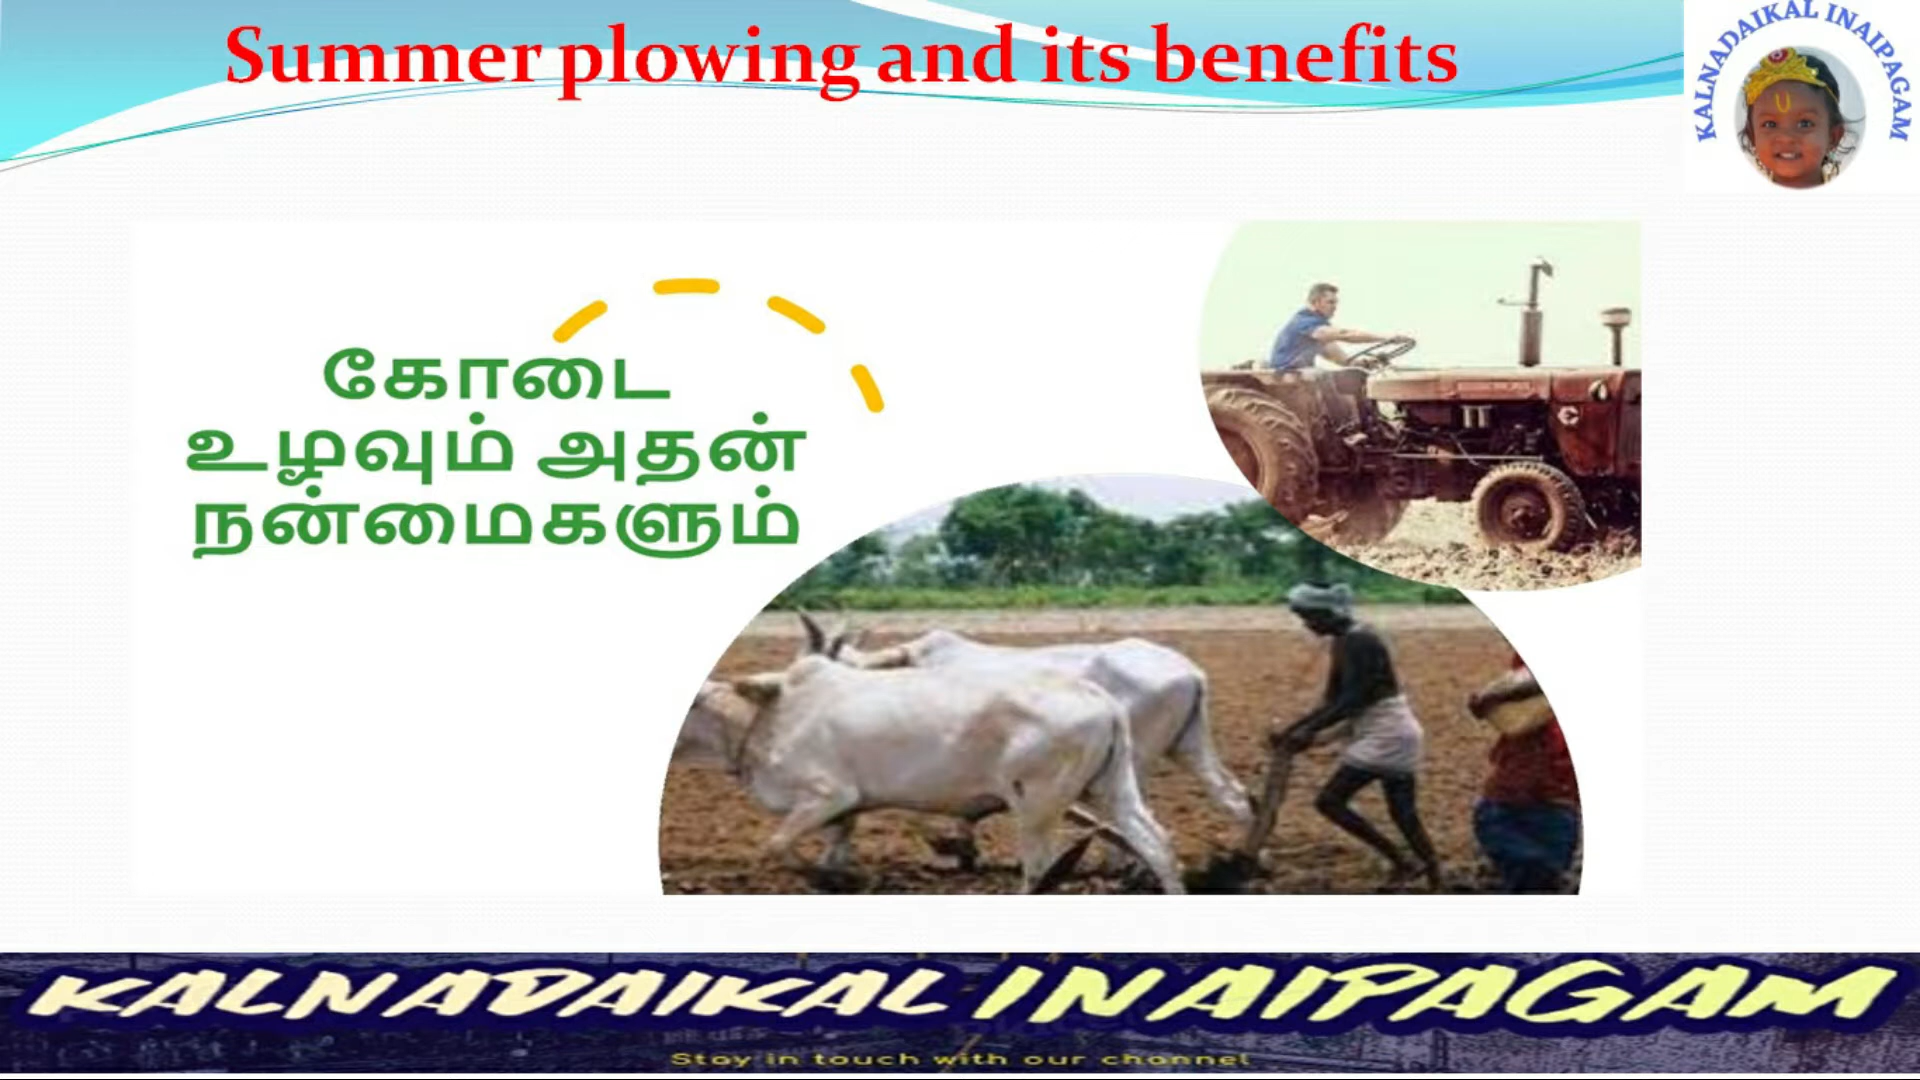 Summer plowing and its benefits
KALNADAIKAL INAIPAGAM
கோடை
உழவும் அதன்
நன்மைகளும்
KALNADAIKAL INAIPAGAM
Stay in touch with our channel